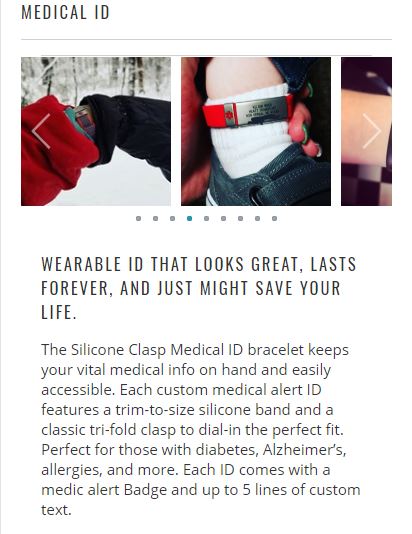 MEDICAL ID
WEARABLE ID THAT LOOKS GREAT, LASTS
FOREVER, AND JUST MIGHT SAVE YOUR
LIFE.
The Silicone Clasp Medical ID bracelet keeps
your vital medical info on hand and easily
accessible. Each custom medical alert ID
features a trim-to-size silicone band and a
classic tri-fold clasp to dial-in the perfect fit.
Perfect for those with diabetes, Alzheimer’s,
allergies, and more. Each ID comes with a
medic alert Badge and up to 5 lines of custom
text.